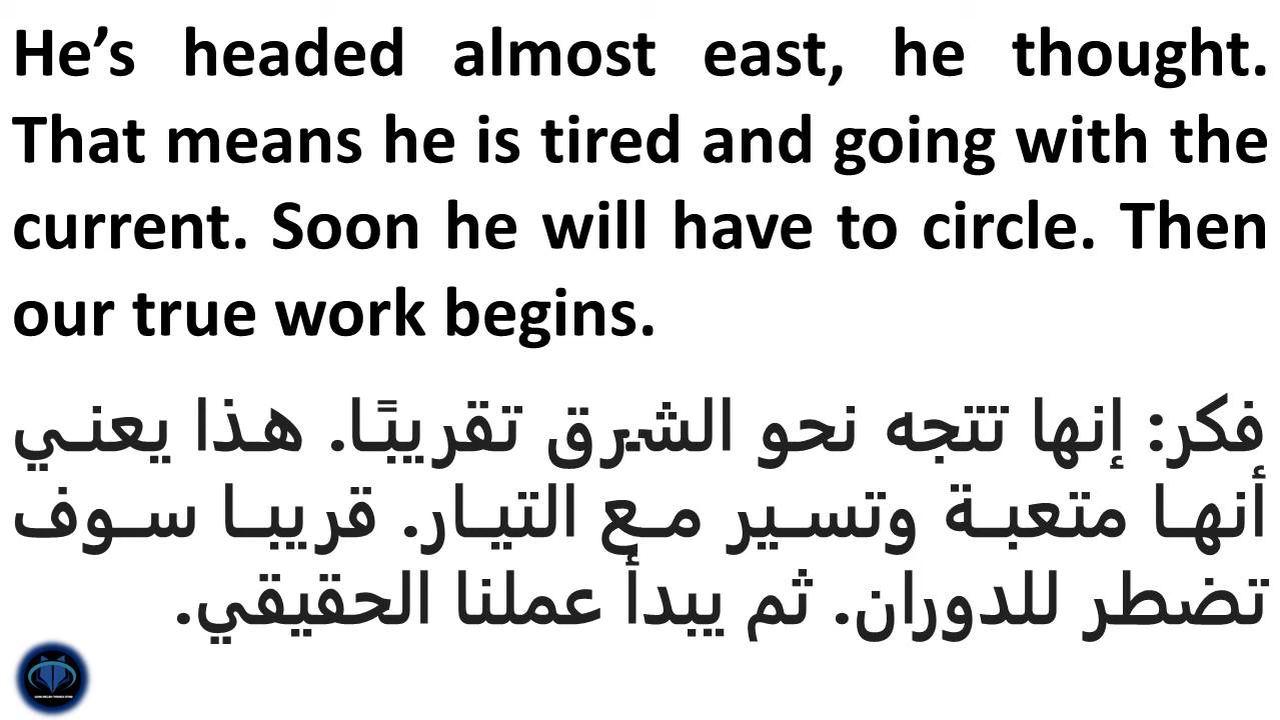 He’s headed almost east, he thought.
That means he is tired and going with the
current. Soon he will have to circle. Then
our true work begins.
فكر: إنها تتجه نحو الشرق تقريبًا. هذا يعني
أنها متعبة وتسير مع التيار. قريبا سوف
تضطر للدوران. ثم يبدأ عملنا الحقيقي.